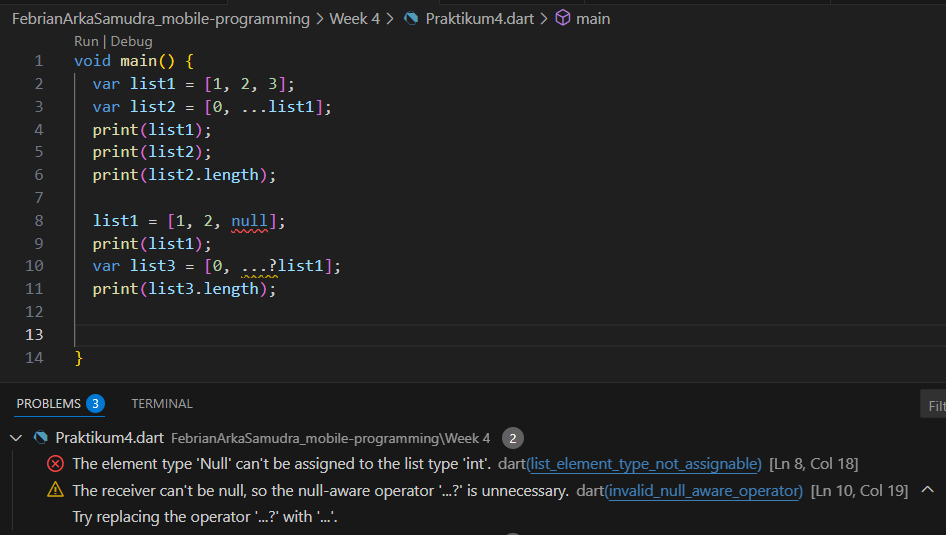 FebrianArkaSamudra_mobile-programming > Week 4 > Praktikum4.dart > main
Run | Debug
1 void main() {
2 var list1 = [1, 2, 3];
3 var list2 = [0, ...list1];
4 print(list1);
5 print(list2);
6 print(list2.length);
7
8 list1 = [1, 2, null];
9 print(list1);
10 var list3 = [0, ...?list1];
11 print(list3.length);
12
13
14 }
PROBLEMS 3 TERMINAL
Filt
Praktikum4.dart FebrianArkaSamudra_mobile-programming\Week 4 2
The element type 'Null' can't be assigned to the list type 'int'. dart(list_element_type_not_assignable) [Ln 8, Col 18]
The receiver can't be null, so the null-aware operator '...?' is unnecessary. dart(invalid_null_aware_operator) [Ln 10, Col 19]
Try replacing the operator '...?' with '...'.